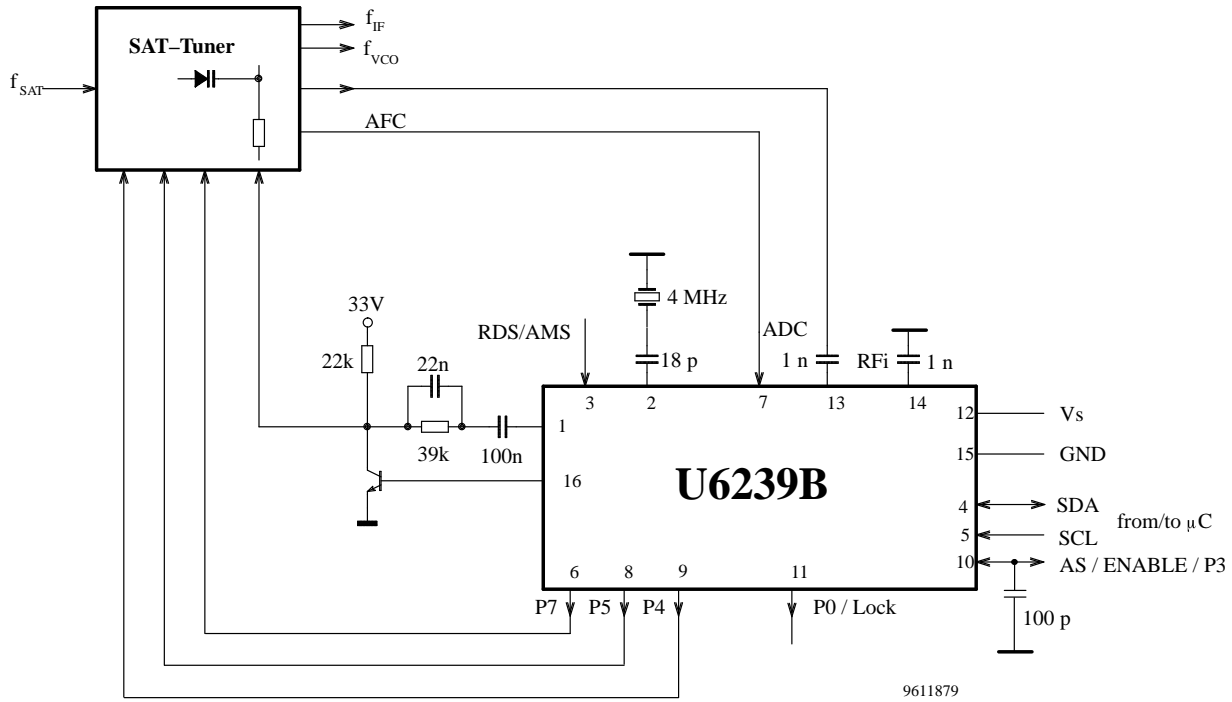 f_IF
SAT–Tuner
f_VCO
f_SAT
AFC
4 MHz
33V
RDS/AMS
ADC
22k
22n
18 p
1 n
RFi
1 n
3
2
7
13
14
12
Vs
1
39k
100n
15
GND
16
U6239B
4
SDA
from/to µC
5
SCL
10
AS / ENABLE / P3
6
8
9
11
P7
P5
P4
P0 / Lock
100 p
9611879